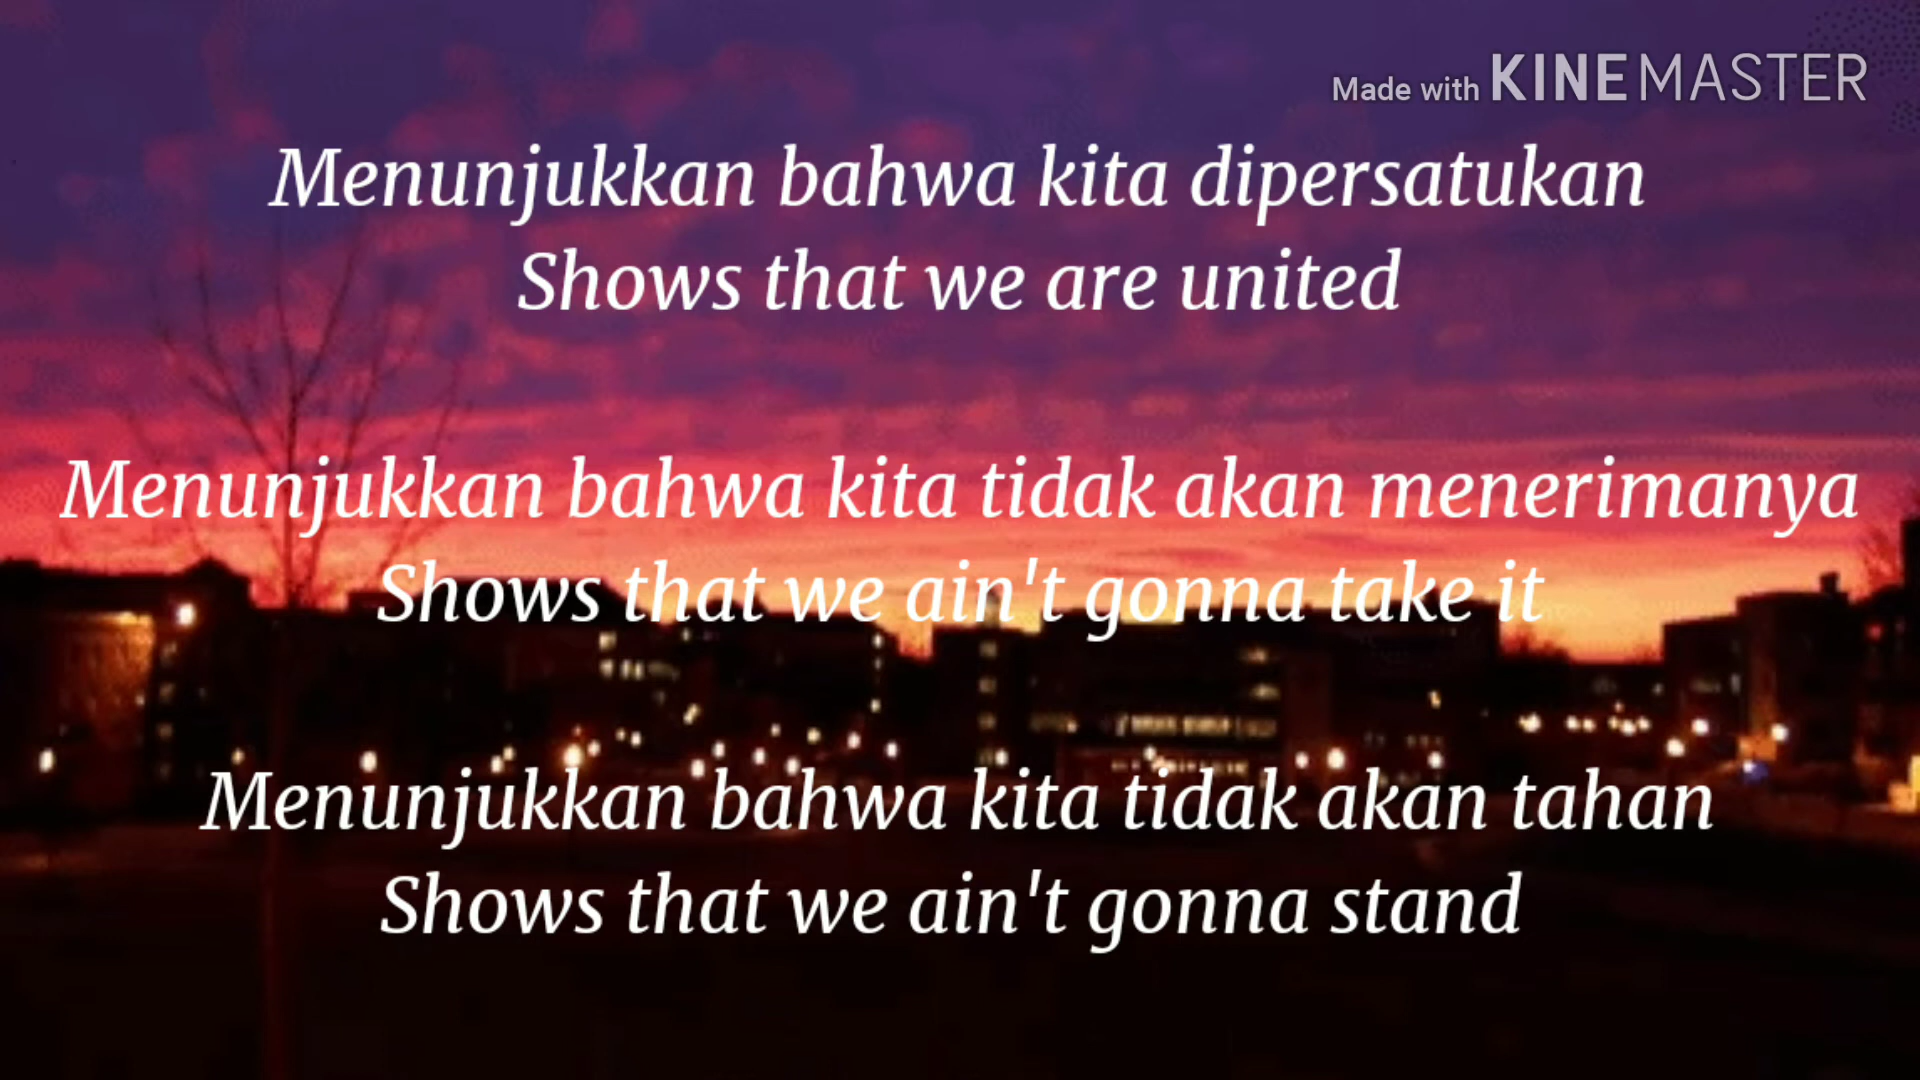 Made with KINEMASTER
Menunjukkan bahwa kita dipersatukan
Shows that we are united
Menunjukkan bahwa kita tidak akan menerimanya
Shows that we ain't gonna take it
Menunjukkan bahwa kita tidak akan tahan
Shows that we ain't gonna stand